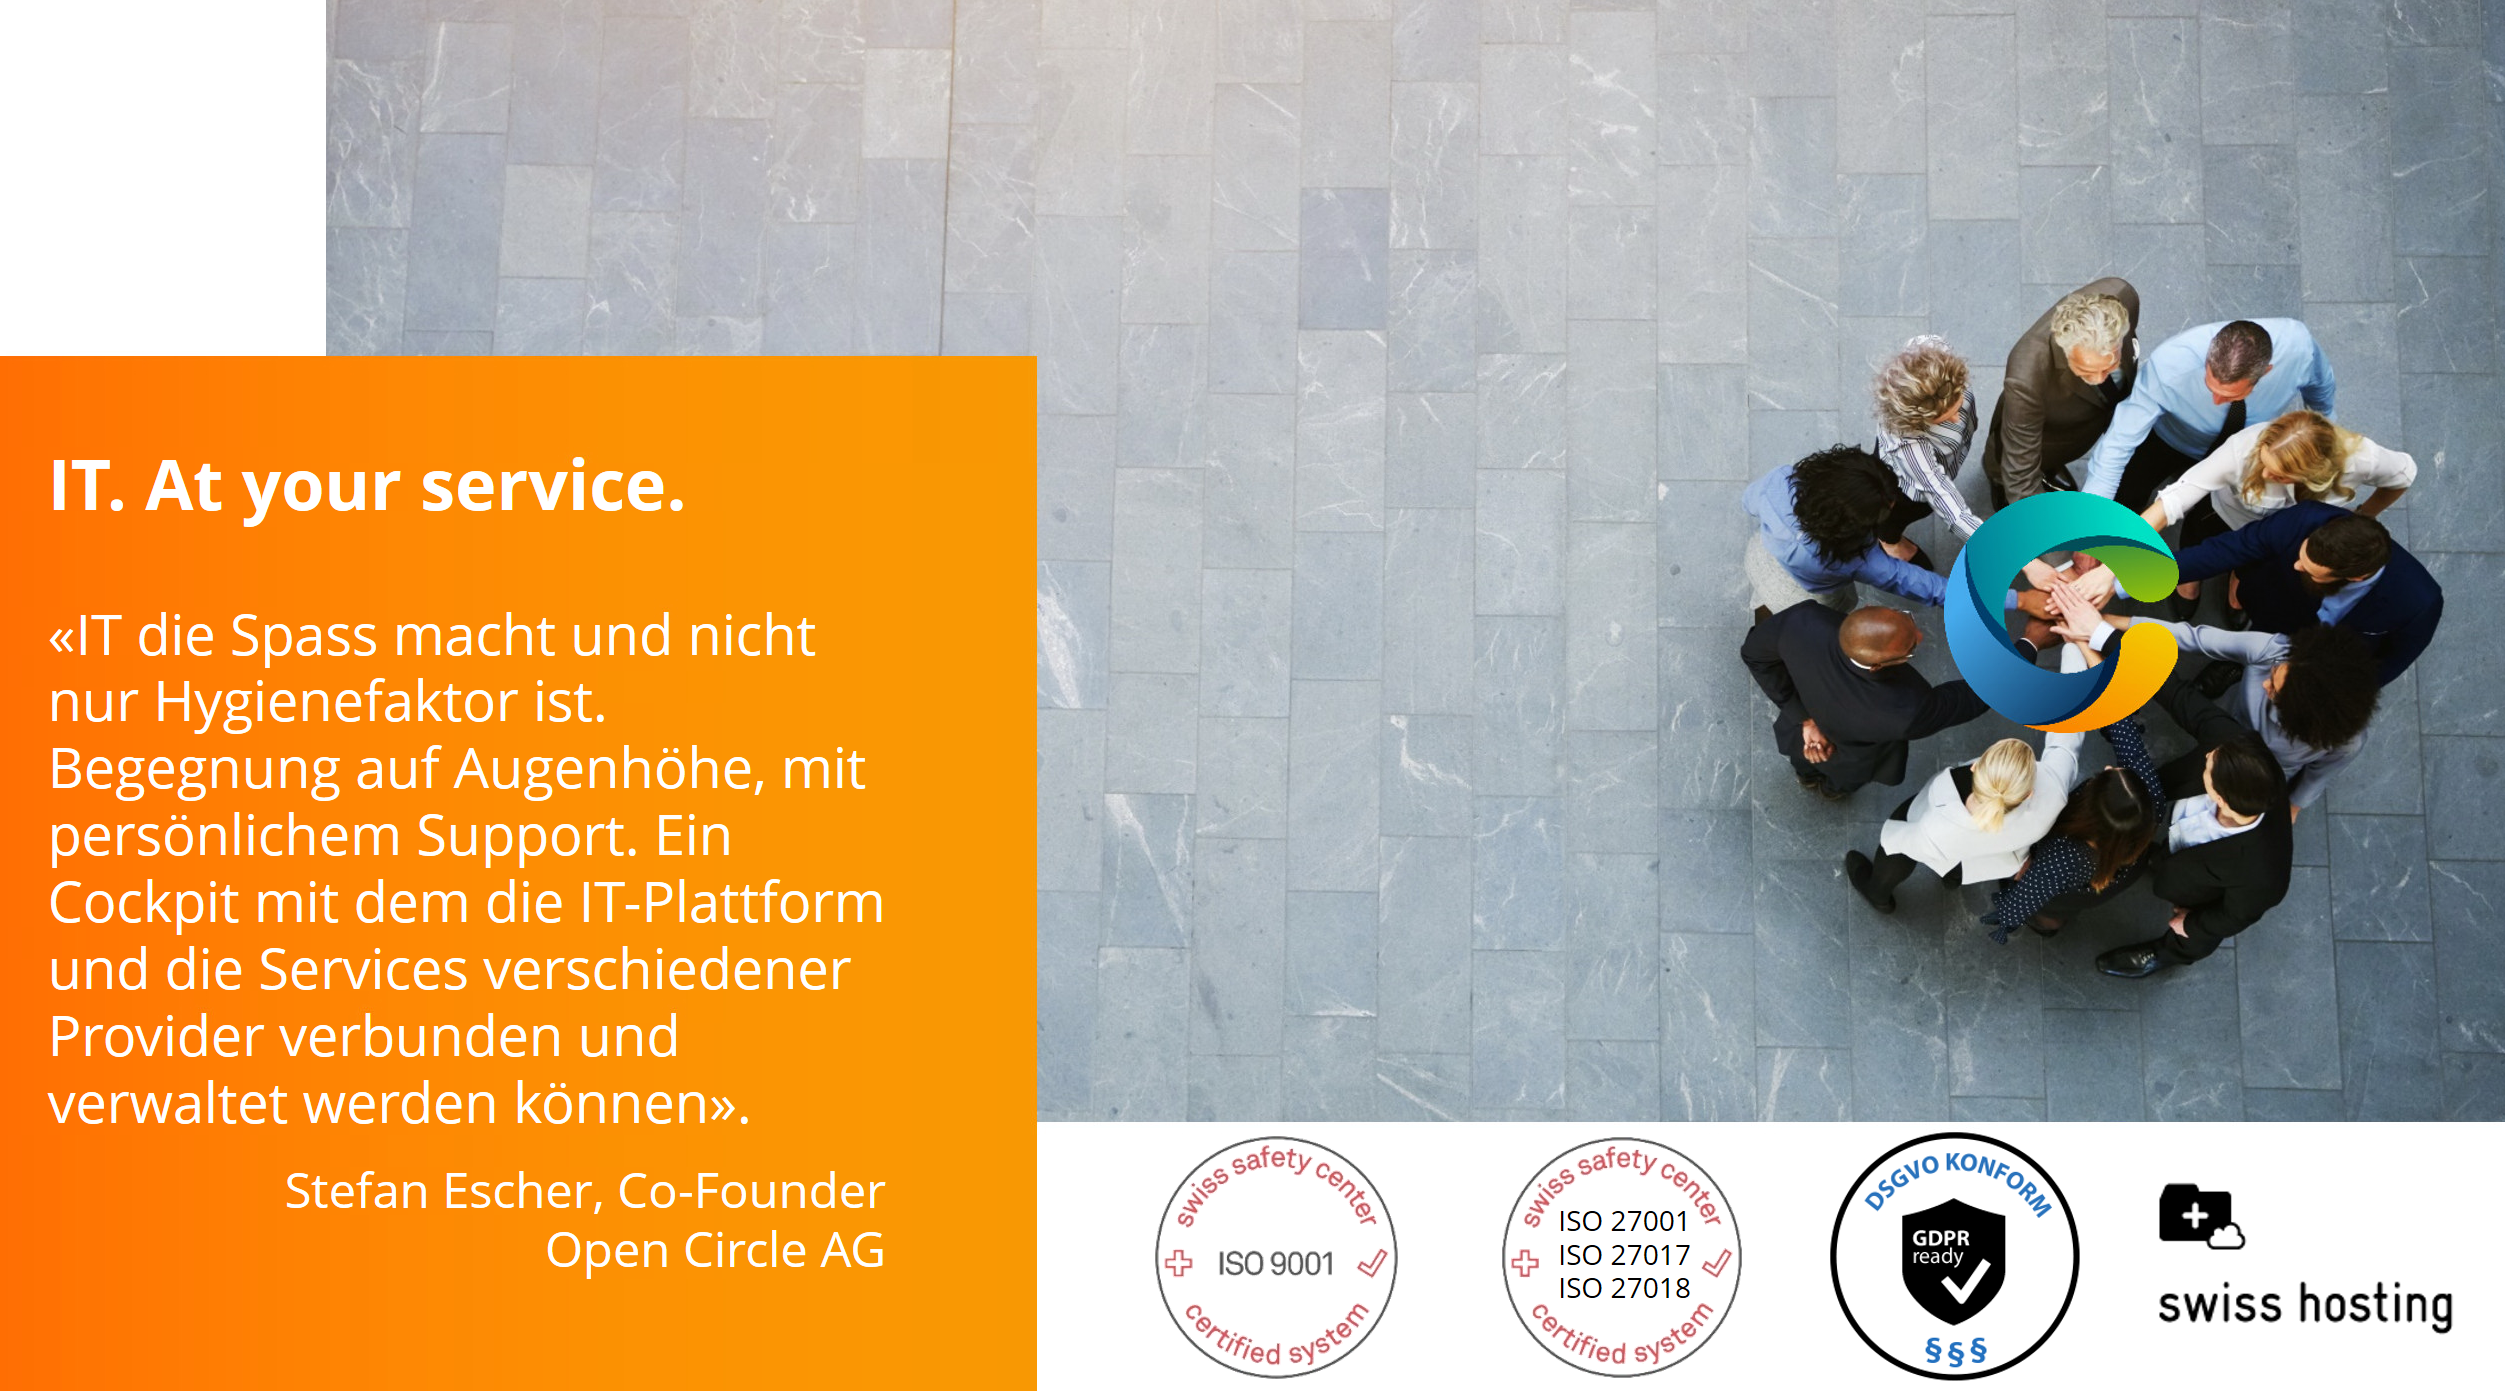 IT. At your service.
«IT die Spass macht und nicht
nur Hygienefaktor ist.
Begegnung auf Augenhöhe, mit
persönlichem Support. Ein
Cockpit mit dem die IT-Plattform
und die Services verschiedener
Provider verbunden und
verwaltet werden können».
Stefan Escher, Co-Founder
Open Circle AG
swiss safety center
ISO 9001
certified system
swiss safety center
ISO 27001
ISO 27017
ISO 27018
certified system
DSGVO KONFORM
GDPR
ready
§§§
swiss hosting